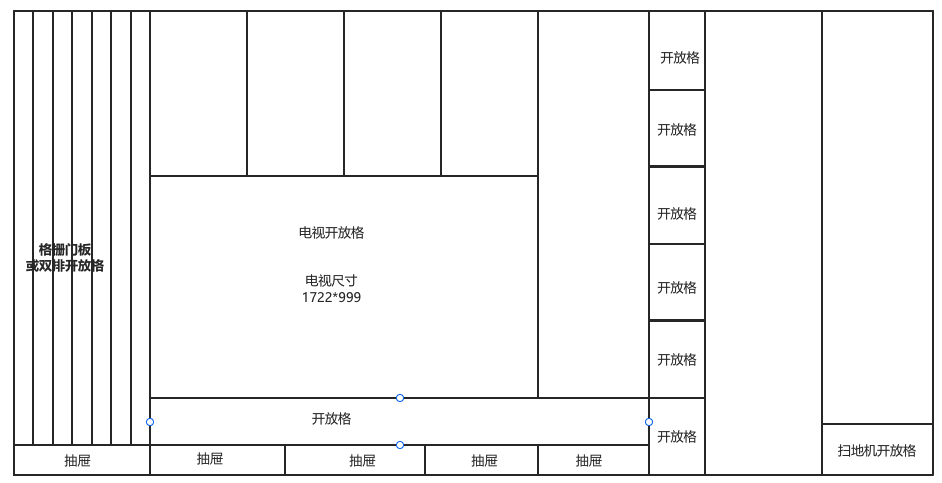 开放格
开放格
开放格
电视开放格
格栅门板
或双排开放格
电视尺寸
1722*999
开放格
开放格
开放格
开放格
扫地机开放格
抽屉
抽屉
抽屉
抽屉
抽屉